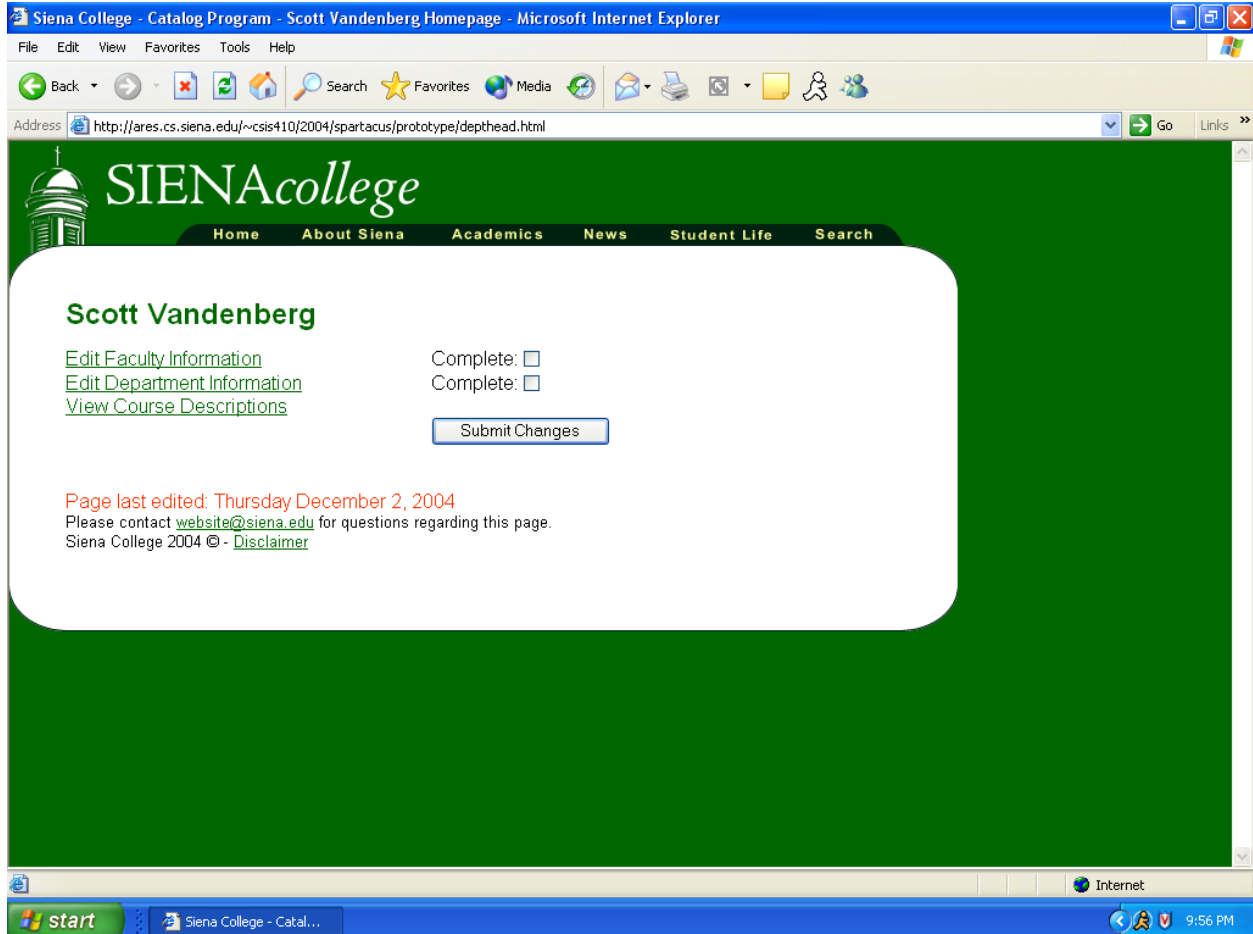 Siena College - Catalog Program - Scott Vandenberg Homepage - Microsoft Internet Explorer
File Edit View Favorites Tools Help
Back Search Favorites Media
Address http://ares.cs.siena.edu/~csis410/2004/spartacus/prototype/depthead.html Go Links »
SIENAcollege
Home About Siena Academics News Student Life Search
Scott Vandenberg
Edit Faculty Information Complete:
Edit Department Information Complete:
View Course Descriptions
Submit Changes
Page last edited: Thursday December 2, 2004
Please contact website@siena.edu for questions regarding this page.
Siena College 2004 © - Disclaimer
Internet
start Siena College - Catal... 9:56 PM